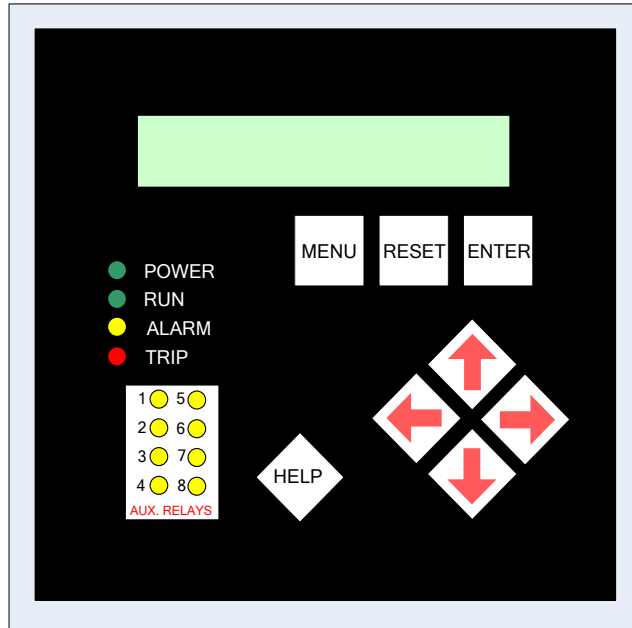 MENU RESET ENTER
POWER
RUN
ALARM
TRIP
1 5
2 6
3 7
4 8
AUX. RELAYS
HELP